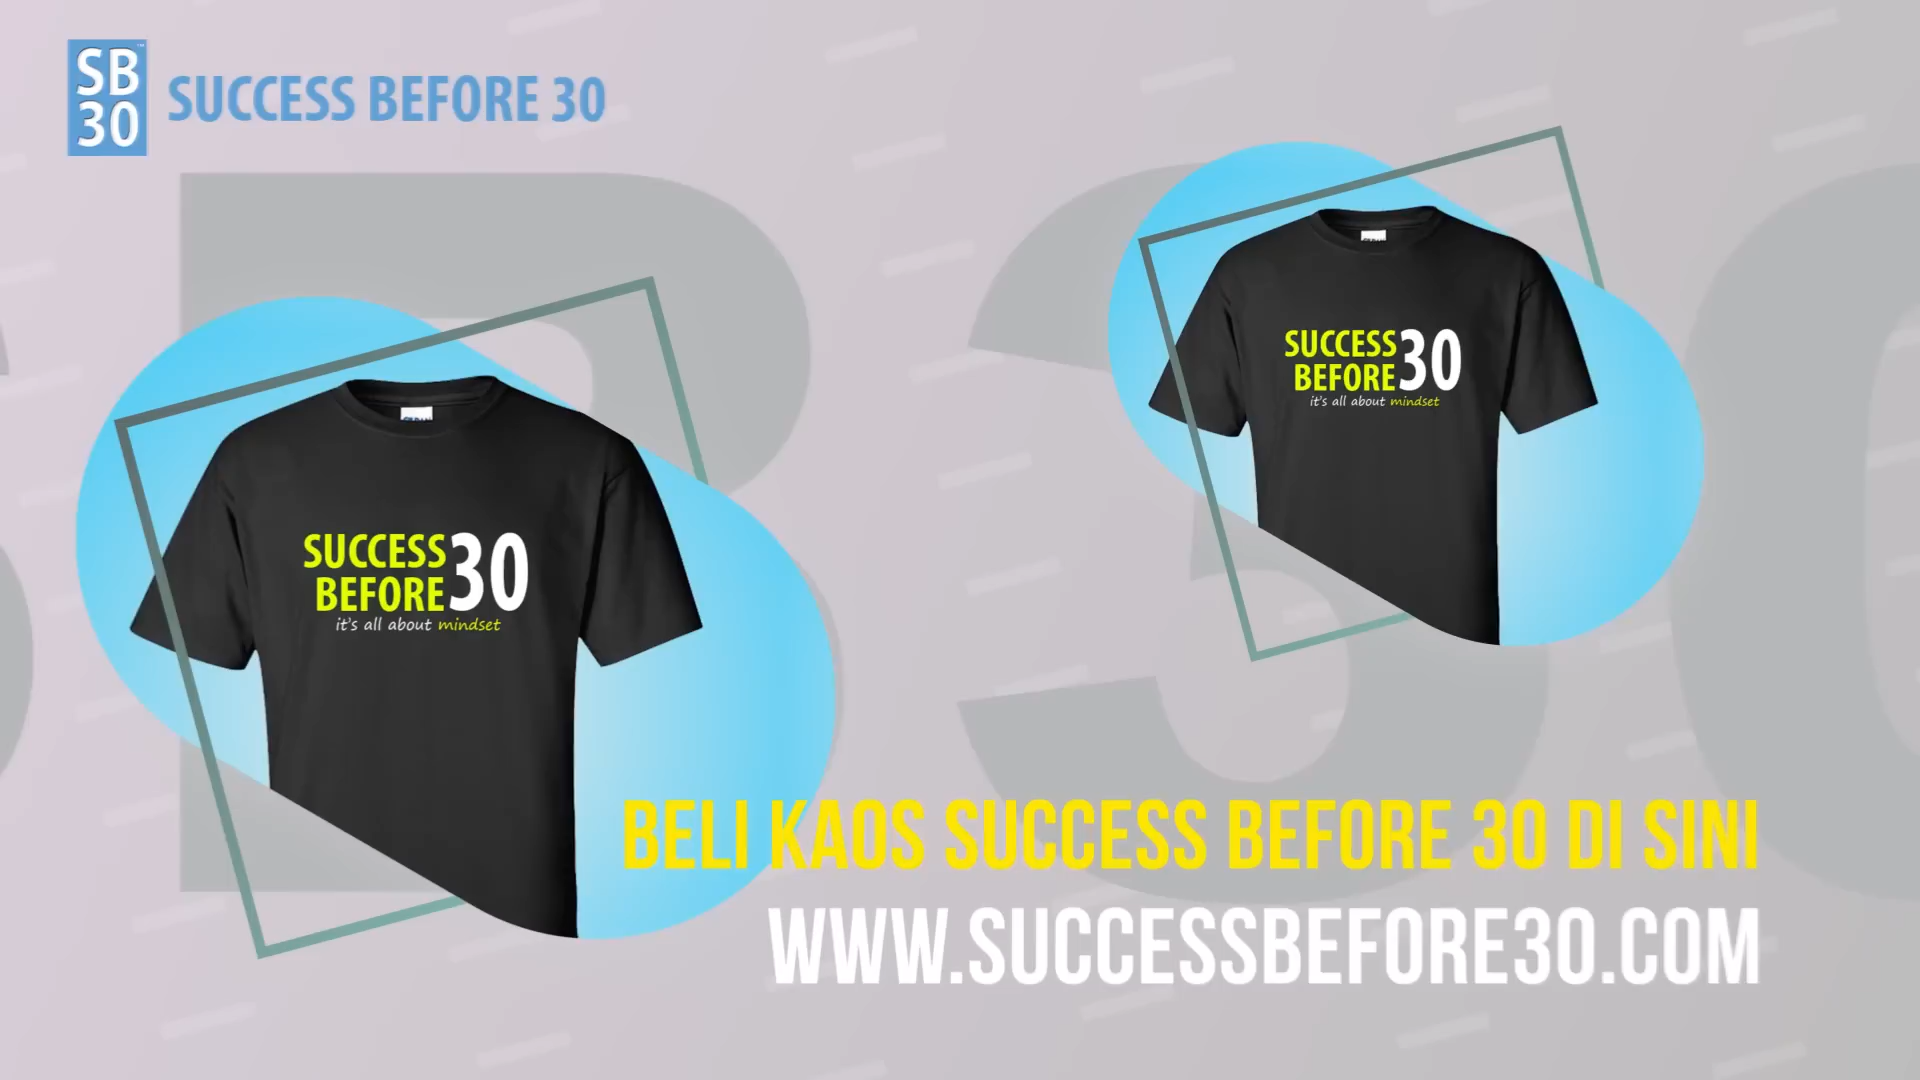 SB™
30
SUCCESS BEFORE 30
SUCCESS
BEFORE 30
it's all about mindset
SUCCESS
BEFORE 30
it's all about mindset
BELI KAOS SUCCESS BEFORE 30 DI SINI
WWW.SUCCESSBEFORE30.COM